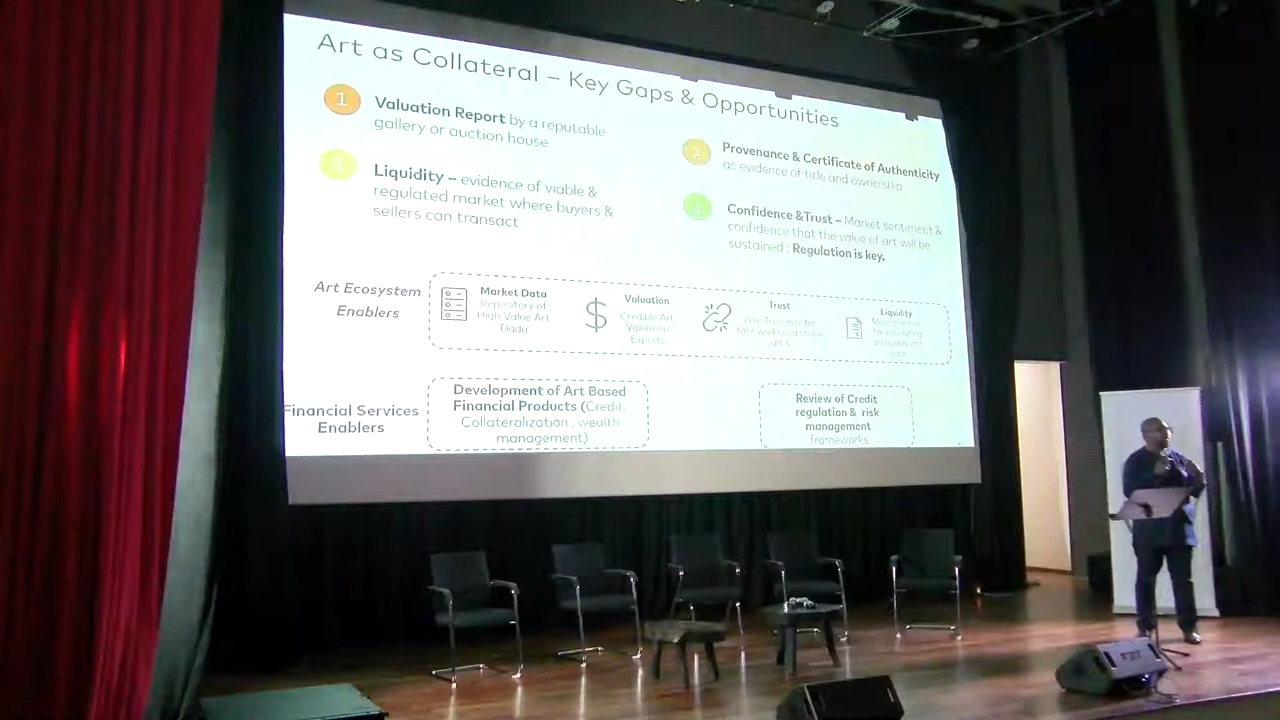 Art as Collateral – Key Gaps & Opportunities
1
Valuation Report by a reputable
gallery or auction house
2
Provenance & Certificate of Authenticity
as evidence of title and ownership
3
Liquidity – evidence of viable &
regulated market where buyers &
sellers can transact
4
Confidence &Trust – Market sentiment &
confidence that the value of art will be
sustained : Regulation is key.
Art Ecosystem
Enablers
Market Data
Repository of
High Value Art
Dada
Valuation
Credible Art
Valuation
Experts
Trust
art &
Liquidity
Financial Services
Enablers
Development of Art Based
Financial Products (Credit,
Collateralization , wealth
management)
Review of Credit
regulation & risk
management
frameworks